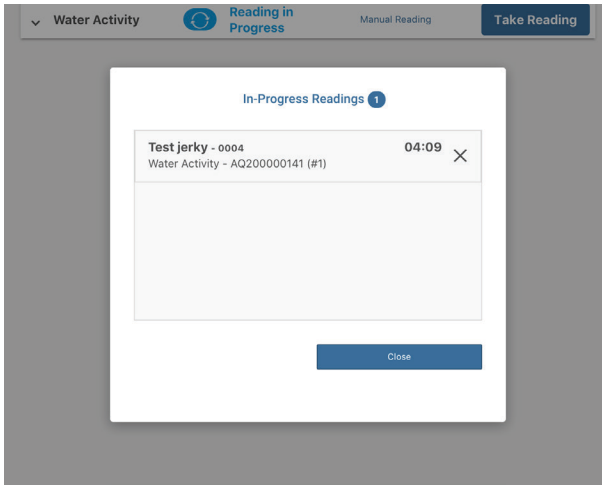 Water Activity
Reading in
Progress
Manual Reading
Take Reading
In-Progress Readings 1
Test jerky - 0004 04:09
Water Activity - AQ200000141 (#1)
Close